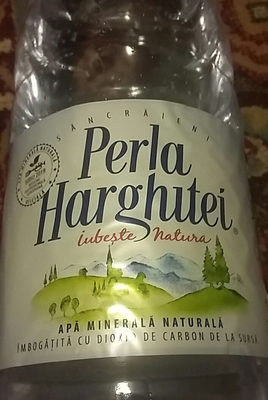 SÂNCRĂIENI
Perla
Harghitei®
iubește Natura
APĂ MINERALĂ NATURALĂ
ÎMBOGĂȚITĂ CU DIOXID DE CARBON DE LA SURSĂ